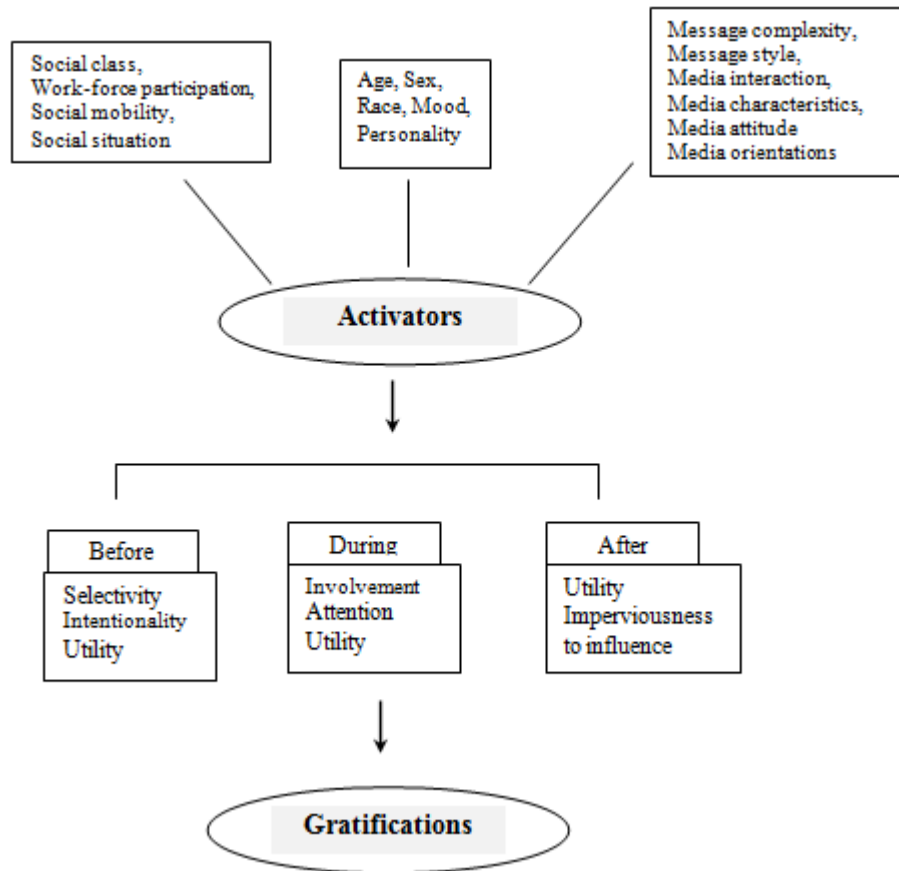 Social class,
Work-force participation,
Social mobility,
Social situation
Age, Sex,
Race, Mood,
Personality
Message complexity,
Message style,
Media interaction,
Media characteristics,
Media attitude
Media orientations
Activators
Before
Selectivity
Intentionality
Utility
During
Involvement
Attention
Utility
After
Utility
Imperviousness
to influence
Gratifications